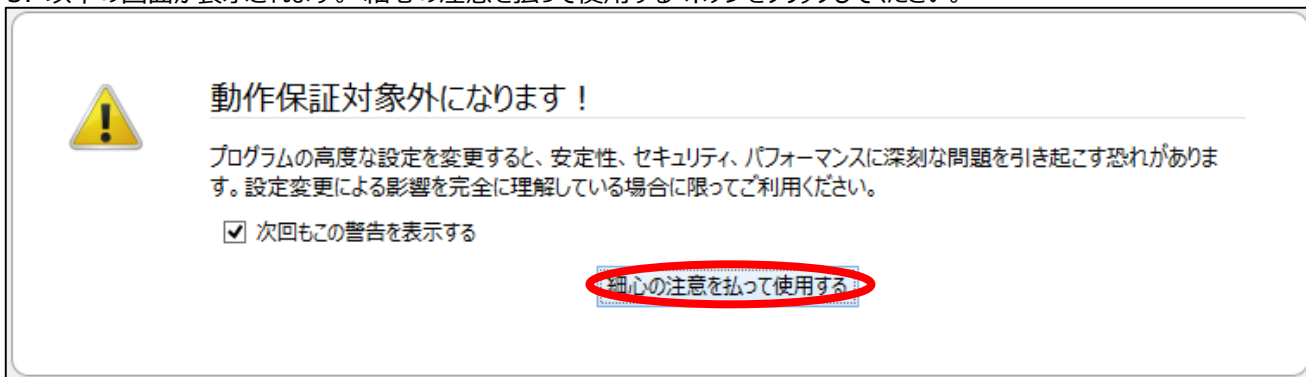 動作保証対象外になります！
プログラムの高度な設定を変更すると、安定性、セキュリティ、パフォーマンスに深刻な問題を引き起こす恐れがありま
す。設定変更による影響を完全に理解している場合に限ってご利用ください。
次回もこの警告を表示する
細心の注意を払って使用する